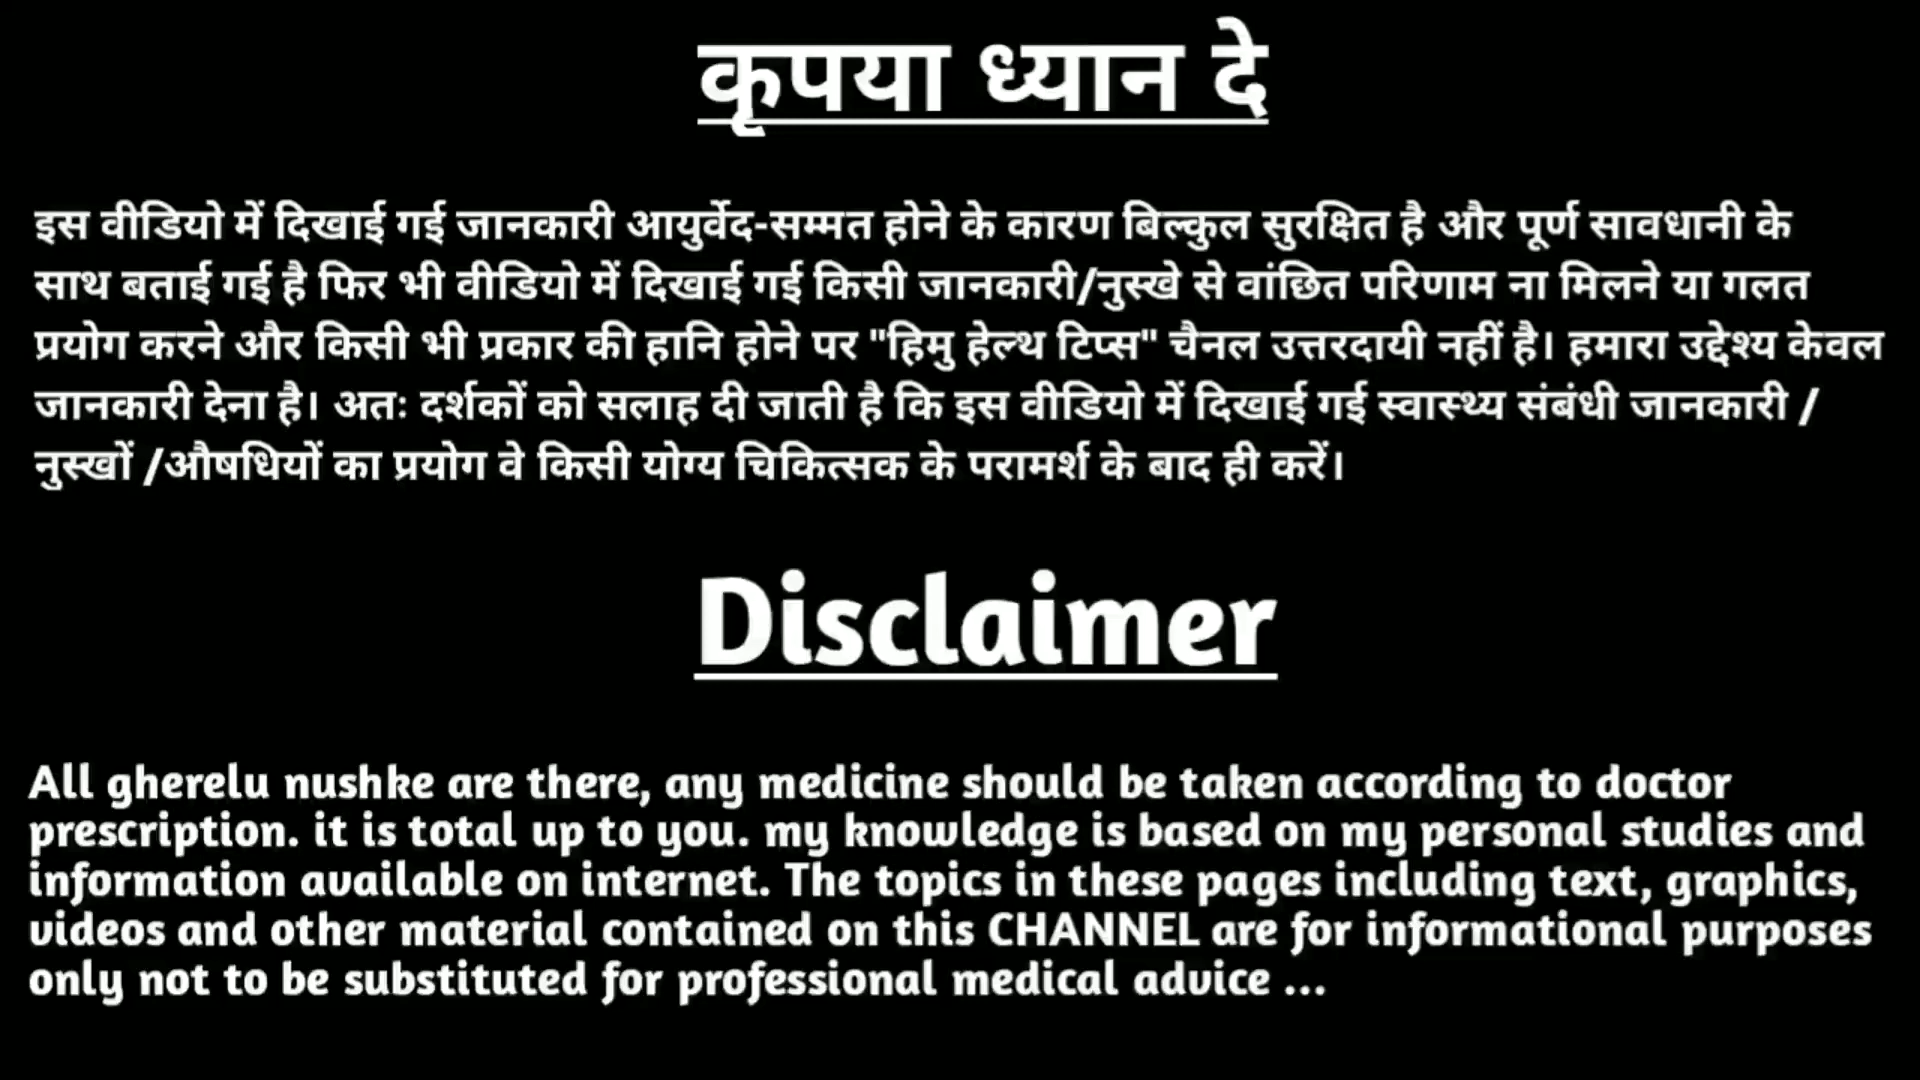 कृपया ध्यान दे
इस वीडियो में दिखाई गई जानकारी आयुर्वेद-सम्मत होने के कारण बिल्कुल सुरक्षित है और पूर्ण सावधानी के
साथ बताई गई है फिर भी वीडियो में दिखाई गई किसी जानकारी/नुस्खे से वांछित परिणाम ना मिलने या गलत
प्रयोग करने और किसी भी प्रकार की हानि होने पर "हिमु हेल्थ टिप्स" चैनल उत्तरदायी नहीं है। हमारा उद्देश्य केवल
जानकारी देना है। अतः दर्शकों को सलाह दी जाती है कि इस वीडियो में दिखाई गई स्वास्थ्य संबंधी जानकारी /
नुस्खों /औषधियों का प्रयोग वे किसी योग्य चिकित्सक के परामर्श के बाद ही करें।
Disclaimer
All gherelu nushke are there, any medicine should be taken according to doctor
prescription. it is total up to you. my knowledge is based on my personal studies and
information available on internet. The topics in these pages including text, graphics,
videos and other material contained on this CHANNEL are for informational purposes
only not to be substituted for professional medical advice ...